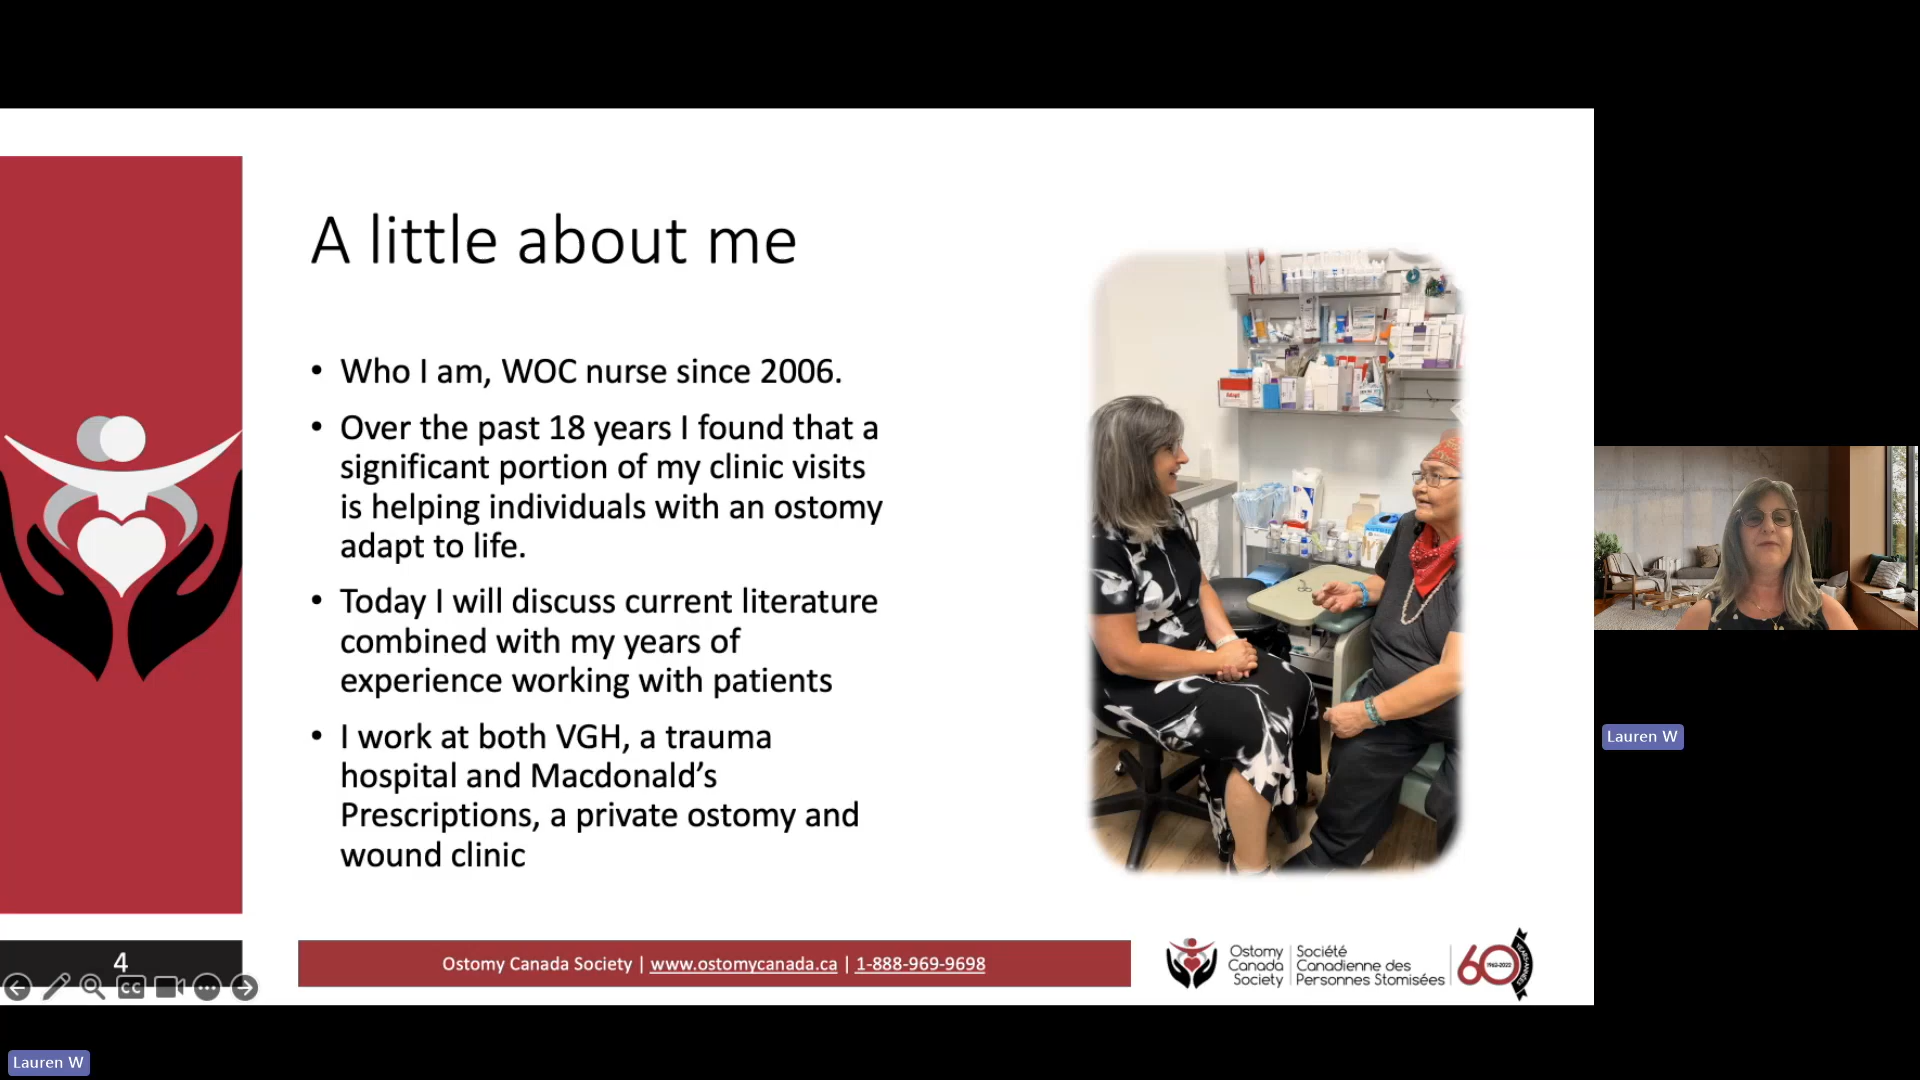 A little about me
• Who I am, WOC nurse since 2006.
• Over the past 18 years I found that a
significant portion of my clinic visits
is helping individuals with an ostomy
adapt to life.
• Today I will discuss current literature
combined with my years of
experience working with patients
• I work at both VGH, a trauma
hospital and Macdonald's
Prescriptions, a private ostomy and
wound clinic
Lauren W
4
Ostomy Canada Society | www.ostomycanada.ca | 1-888-969-9698
Ostomy
Canada
Society
Société
Canadienne des
Personnes Stomisées
60
1962-2022
CC
Lauren W